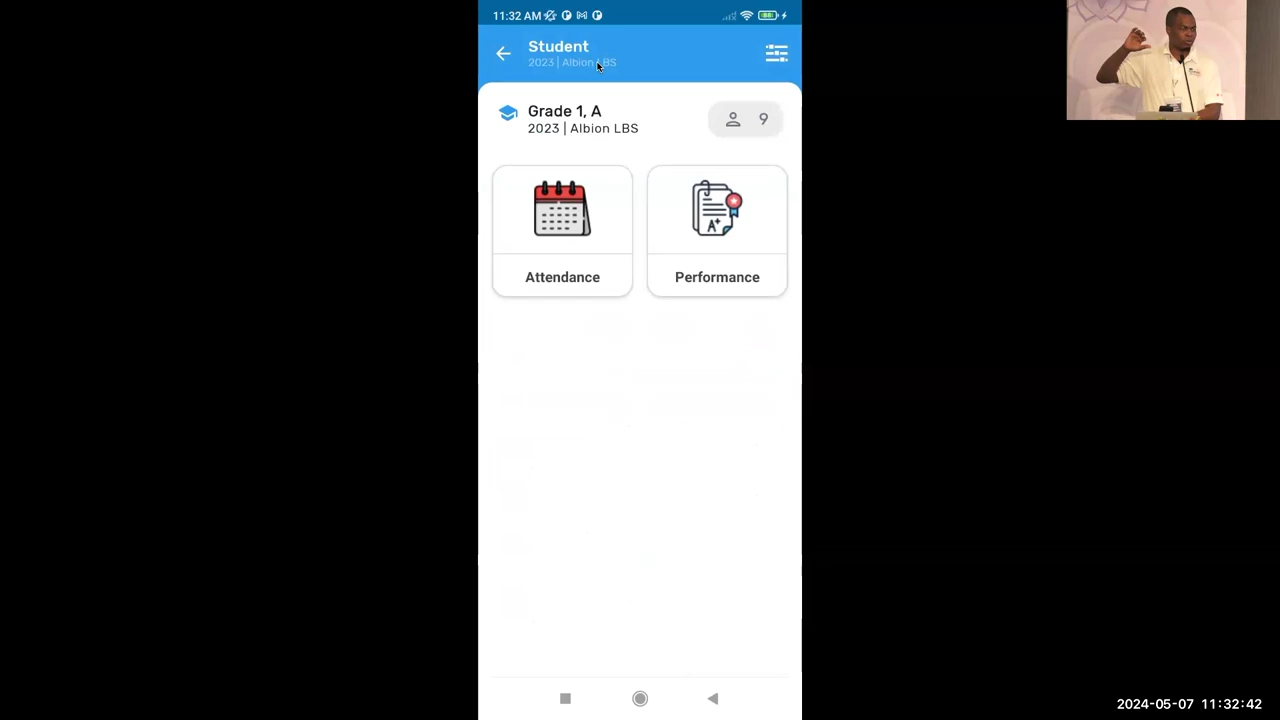 11:32 AM
Student
2023 | Albion LBS
Grade 1, A
2023 | Albion LBS
9
A+
Attendance
Performance
2024-05-07 11:32:42